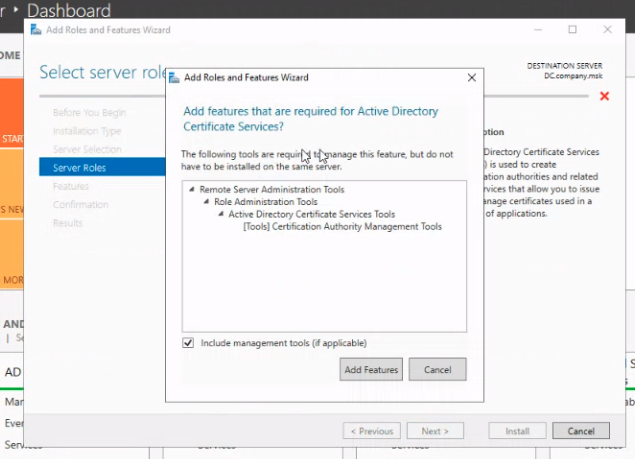 r • Dashboard
Add Roles and Features Wizard
OME
Select server role
DESTINATION SERVER
DC.company.msk
Add Roles and Features Wizard
Add features that are required for Active Directory
Certificate Services?
The following tools are required to manage this feature, but do not
have to be installed on the same server.
Remote Server Administration Tools
Role Administration Tools
Active Directory Certificate Services Tools
[Tools] Certification Authority Management Tools
Include management tools (if applicable)
Add Features
Cancel
Before You Begin
Installation Type
Server Selection
Server Roles
Features
Confirmation
Results
ption
Directory Certificate Services
) is used to create
ation authorities and related
rvices that allow you to issue
anage certificates used in a
of applications.
STAR
S NEV
MOR
AND
AD
Mar
Ever
Services
< Previous
Next >
Install
Cancel